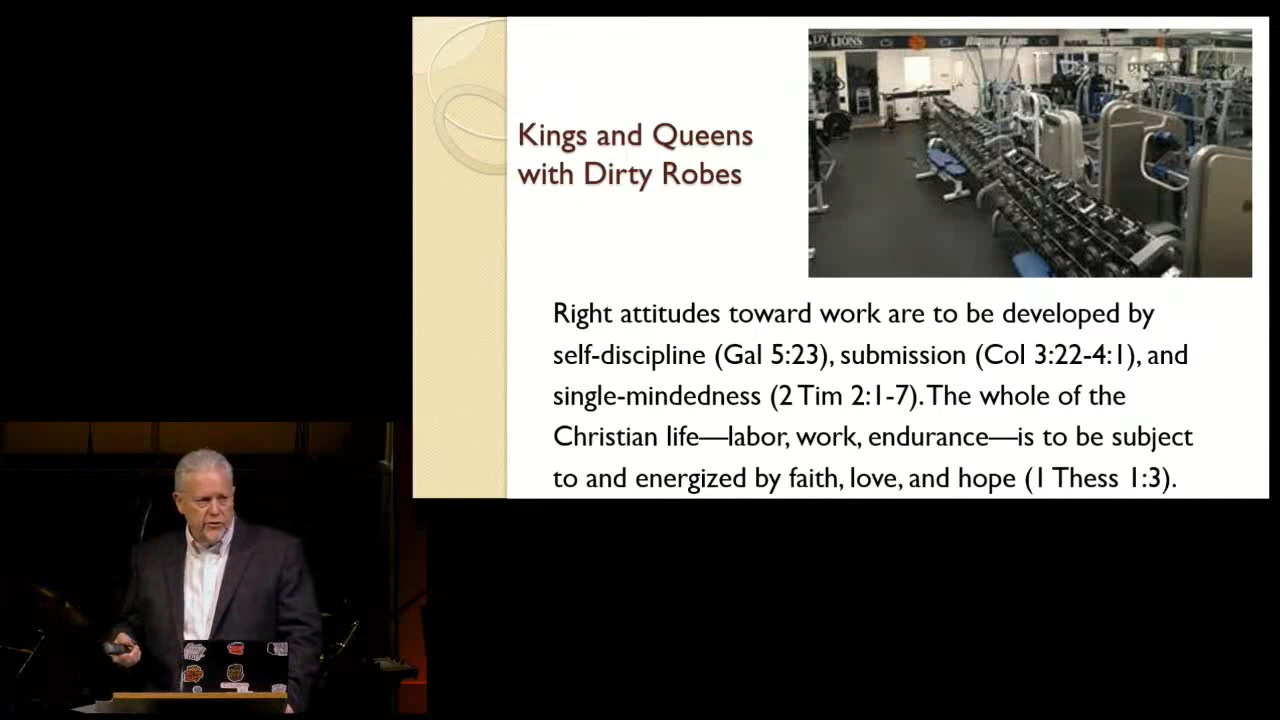 Kings and Queens
with Dirty Robes
DY LIONS
Right attitudes toward work are to be developed by
self-discipline (Gal 5:23), submission (Col 3:22-4:1), and
single-mindedness (2 Tim 2:1-7). The whole of the
Christian life—labor, work, endurance—is to be subject
to and energized by faith, love, and hope (1 Thess 1:3).